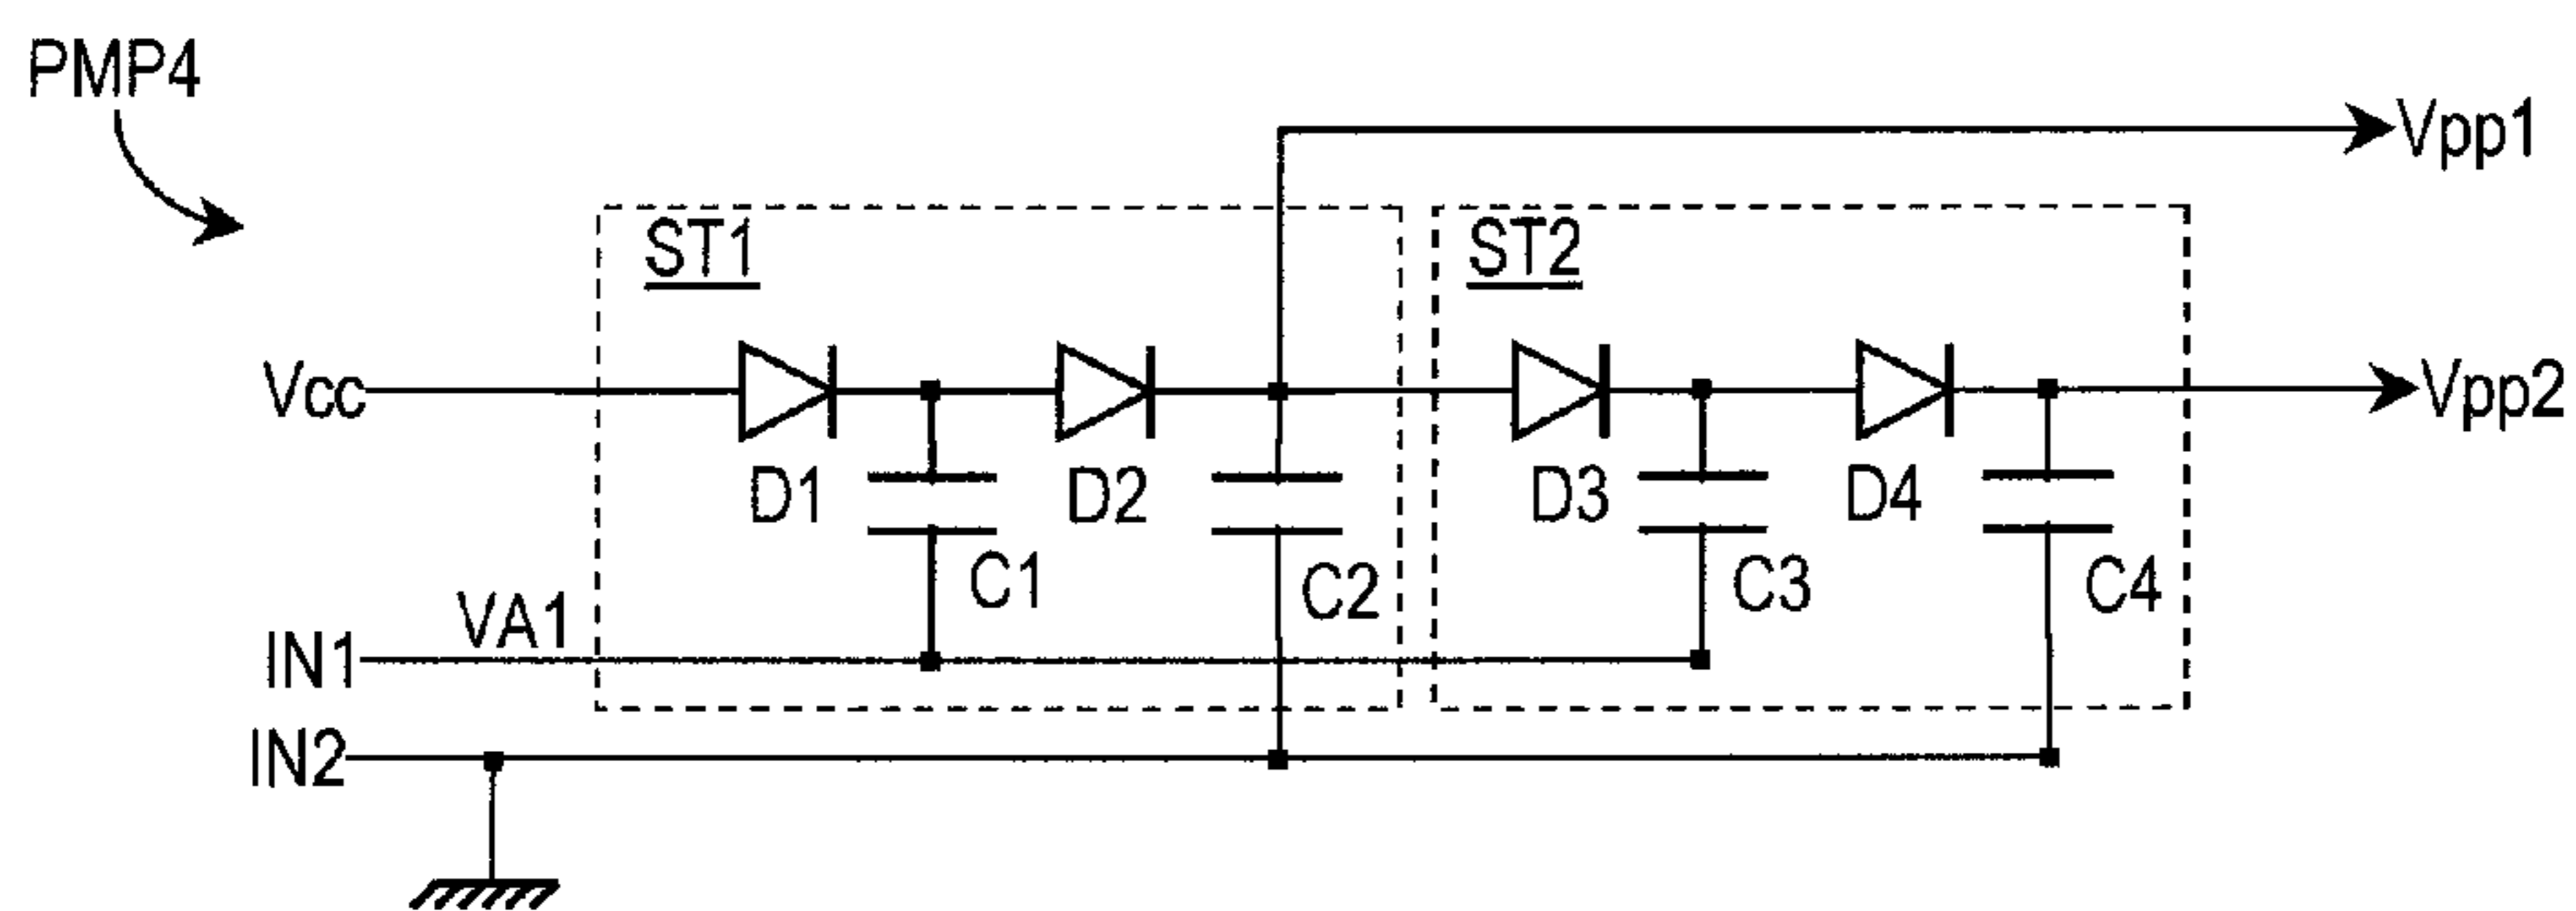 PMP4
Vpp1
ST1
ST2
Vcc
Vpp2
D1
D2
D3
D4
C1
C2
C3
C4
VA1
IN1
IN2